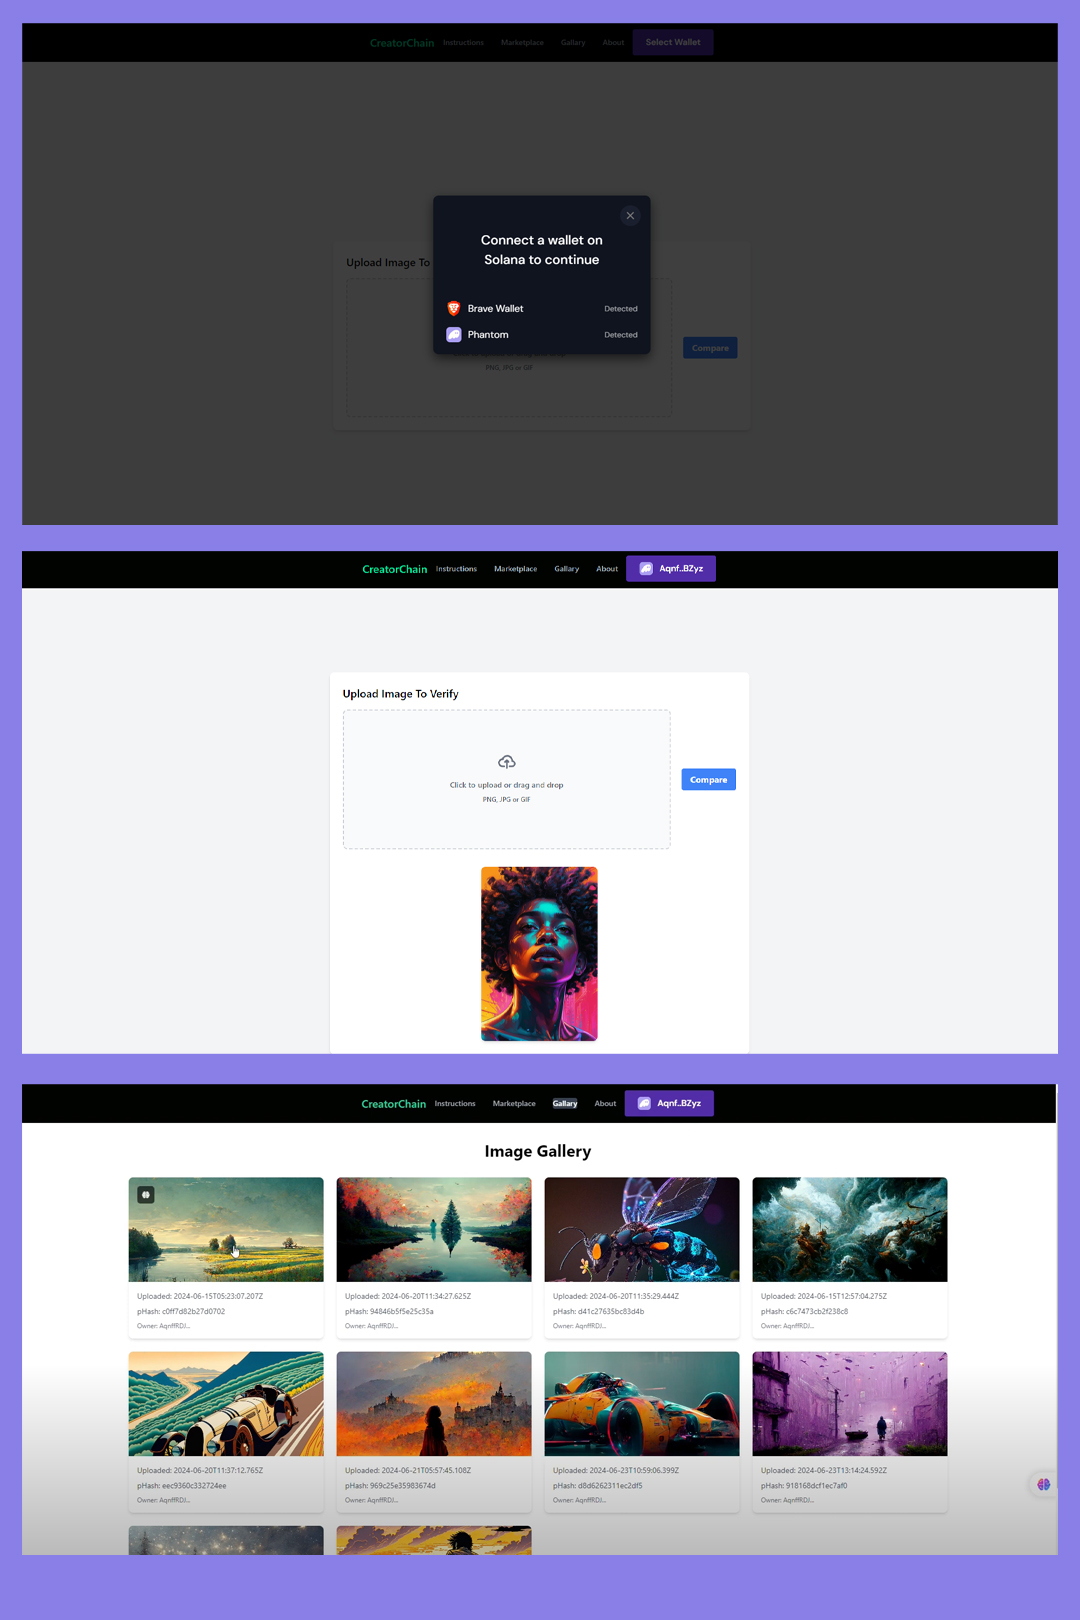 CreatorChain Instructions Marketplace Gallary About Select Wallet
Connect a wallet on
Solana to continue
Upload Image To
Brave Wallet Detected
Phantom Detected
Compare
PNG, JPG or GIF
CreatorChain Instructions Marketplace Gallary About Aqnf..BZyz
Upload Image To Verify
Click to upload or drag and drop
PNG, JPG or GIF
Compare
CreatorChain Instructions Marketplace Gallary About Aqnf..BZyz
Image Gallery
Uploaded: 2024-06-15T05:23:07.207Z
pHash: c0ff7d82b27d0702
Owner: AqnffRDJ...
Uploaded: 2024-06-20T11:34:27.625Z
pHash: 94846b5f5e25c35a
Owner: AqnffRDJ...
Uploaded: 2024-06-20T11:35:29.444Z
pHash: d41c27635bc83d4b
Owner: AqnffRDJ...
Uploaded: 2024-06-15T12:57:04.275Z
pHash: c6c7473cb2f238c8
Owner: AqnffRDJ...
Uploaded: 2024-06-20T11:37:12.765Z
pHash: eec9360c332724ee
Owner: AqnffRDJ...
Uploaded: 2024-06-21T05:57:45.108Z
pHash: 969c25e35983674d
Owner: AqnffRDJ...
Uploaded: 2024-06-23T10:59:06.399Z
pHash: d8d6262311ec2df5
Owner: AqnffRDJ...
Uploaded: 2024-06-23T13:14:24.592Z
pHash: 918168dcf1ec7af0
Owner: AqnffRDJ...